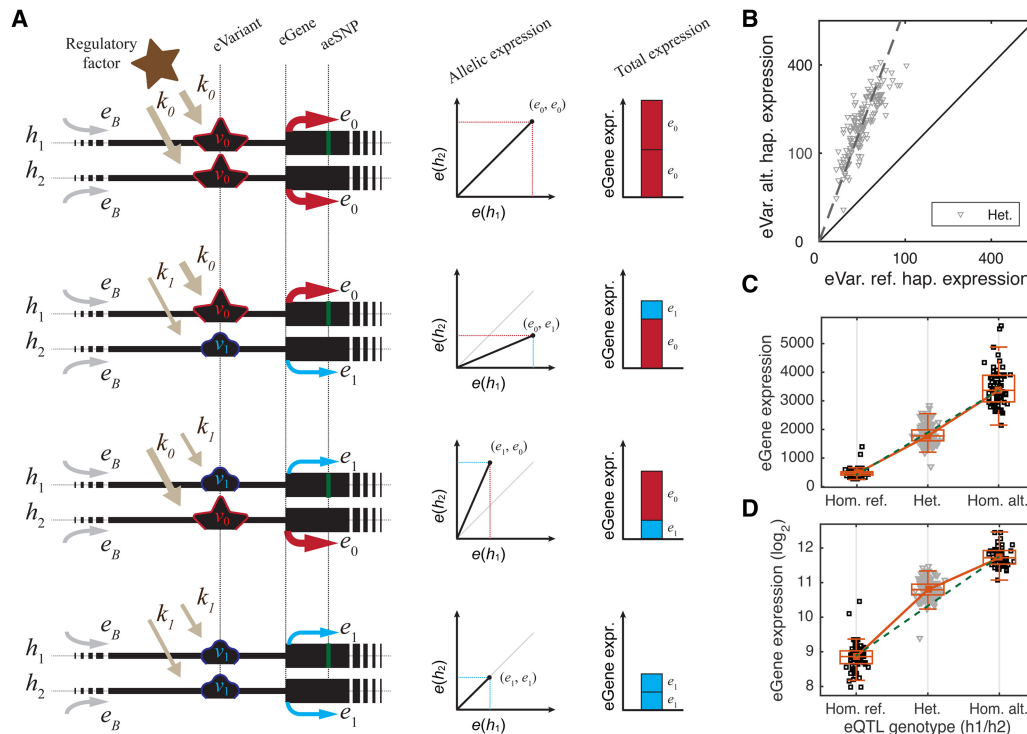 A
Regulatory factor
eVariant
eGene
aeSNP
Allelic expression
Total expression
k0
k0
eB
h1
v0
e0
h2
v0
eB
e0
e(h2)
(e0, e0)
e(h1)
eGene expr.
e0
e0
k1
k0
eB
h1
v0
e0
h2
v1
eB
e1
e(h2)
(e0, e1)
e(h1)
eGene expr.
e1
e0
k0
k1
eB
h1
v1
e1
h2
v0
eB
e0
e(h2)
(e1, e0)
e(h1)
eGene expr.
e0
e1
k1
k1
eB
h1
v1
e1
h2
v1
eB
e1
e(h2)
(e1, e1)
e(h1)
eGene expr.
e1
e1
B
eVar. alt. hap. expression
400
100
0
Het.
0 100 400
eVar. ref. hap. expression
C
eGene expression
5000
4000
3000
2000
1000
0
Hom. ref. Het. Hom. alt.
D
eGene expression (log2)
12
11
10
9
8
Hom. ref. Het. Hom. alt.
eQTL genotype (h1/h2)